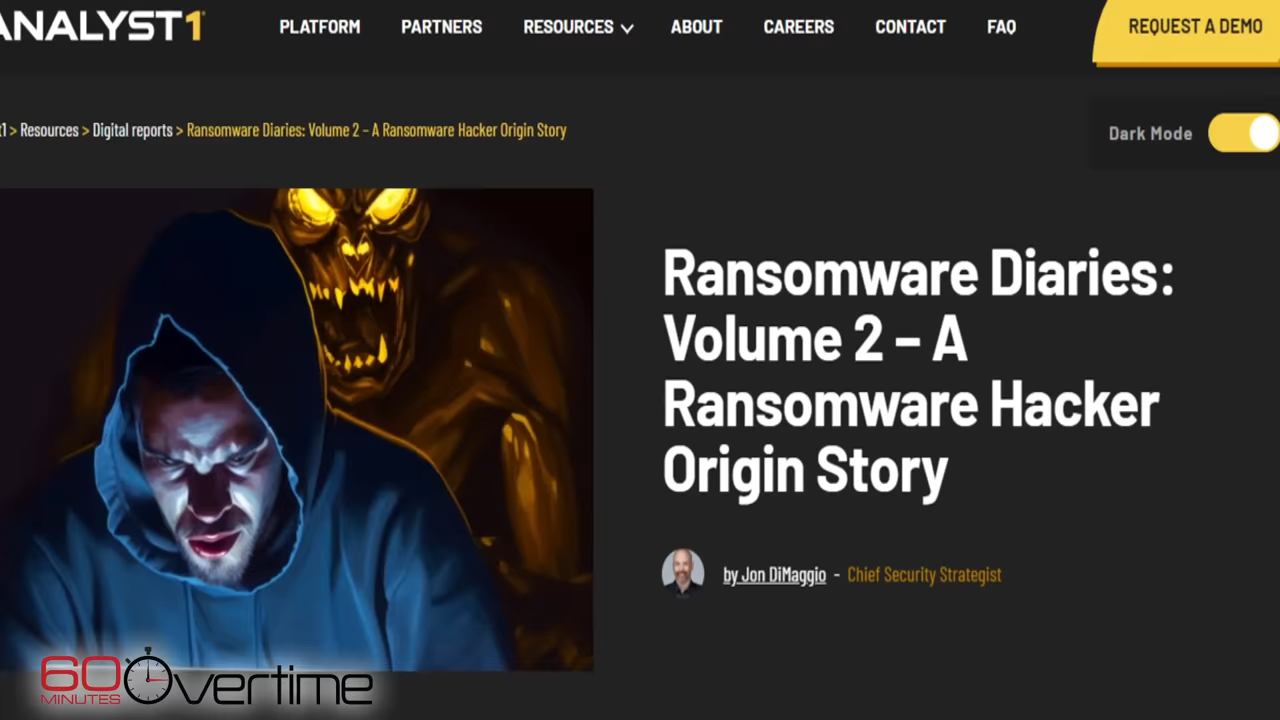 ANALYST1
PLATFORM PARTNERS RESOURCES ABOUT CAREERS CONTACT FAQ
REQUEST A DEMO
t1 > Resources > Digital reports > Ransomware Diaries: Volume 2 – A Ransomware Hacker Origin Story
Dark Mode
Ransomware Diaries:
Volume 2 – A
Ransomware Hacker
Origin Story
by Jon DiMaggio - Chief Security Strategist
60 Overtime
MINUTES